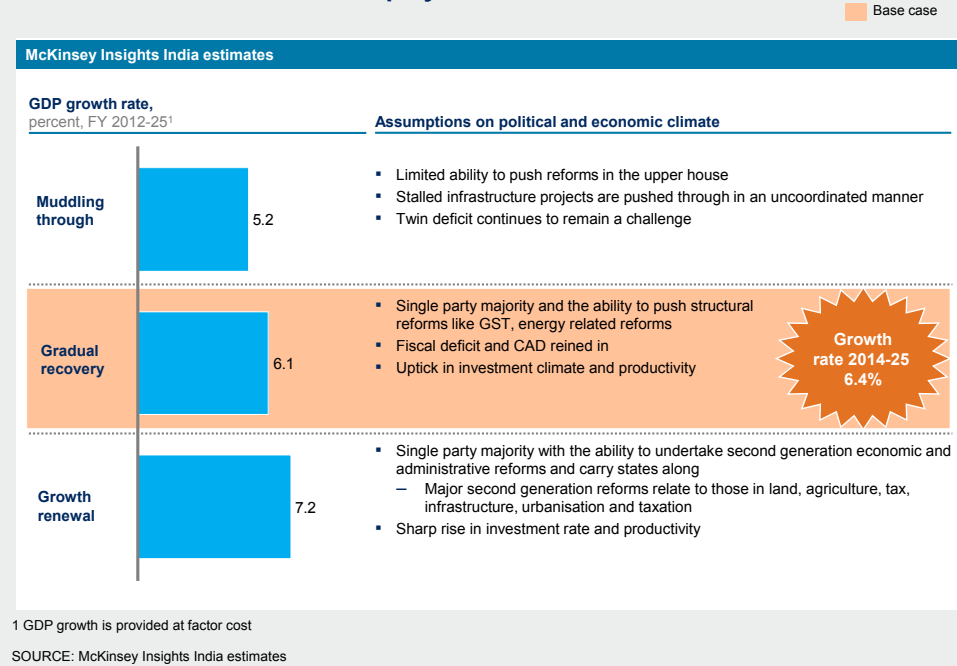 Base case
McKinsey Insights India estimates
GDP growth rate,
percent, FY 2012-25¹
Assumptions on political and economic climate
Muddling
through
5.2
▪ Limited ability to push reforms in the upper house
▪ Stalled infrastructure projects are pushed through in an uncoordinated manner
▪ Twin deficit continues to remain a challenge
Gradual
recovery
6.1
▪ Single party majority and the ability to push structural
reforms like GST, energy related reforms
▪ Fiscal deficit and CAD reined in
▪ Uptick in investment climate and productivity
Growth
rate 2014-25
6.4%
Growth
renewal
7.2
▪ Single party majority with the ability to undertake second generation economic and
administrative reforms and carry states along
– Major second generation reforms relate to those in land, agriculture, tax,
infrastructure, urbanisation and taxation
▪ Sharp rise in investment rate and productivity
1 GDP growth is provided at factor cost
SOURCE: McKinsey Insights India estimates